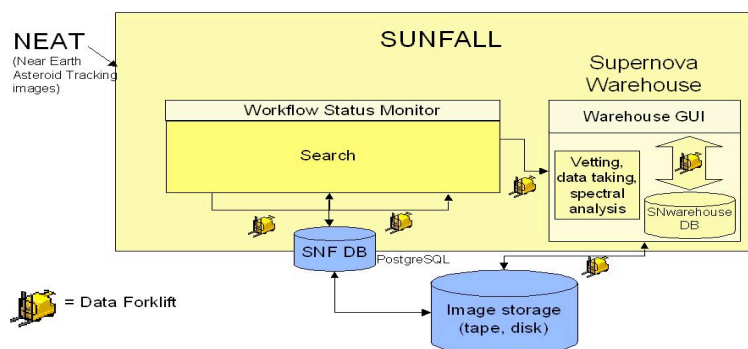 NEAT
(Near Earth
Asteroid Tracking
images)
SUNFALL
Supernova
Warehouse
Workflow Status Monitor
Search
Warehouse GUI
Vetting,
data taking,
spectral
analysis
SNwarehouse
DB
SNF DB
PostgreSQL
Image storage
(tape, disk)
= Data Forklift